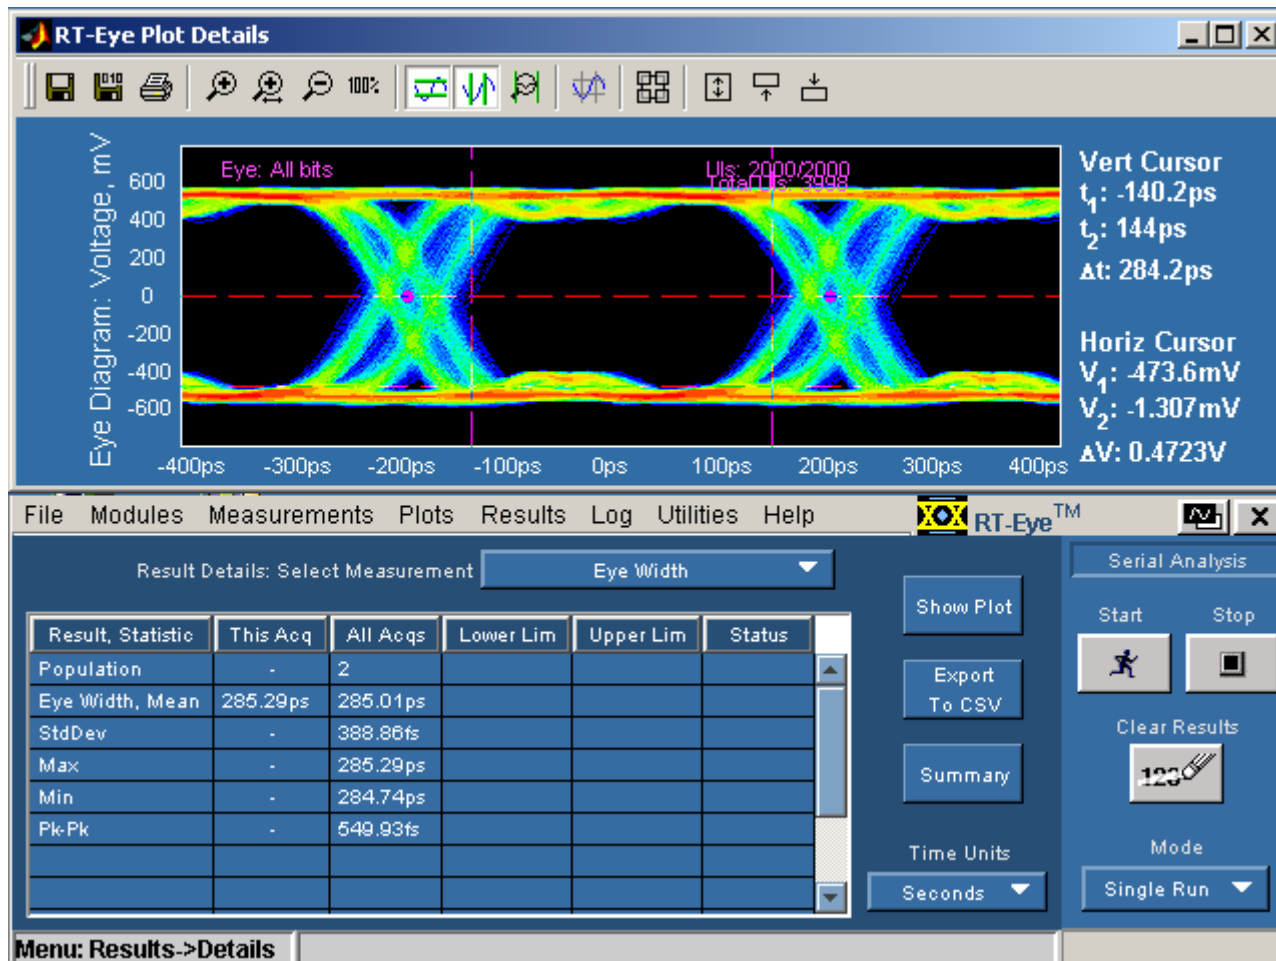 RT-Eye Plot Details
100%
Eye Diagram: Voltage, mV
600
400
200
0
-200
-400
-600
Eye: All bits
UIs: 2000/2000
Total UIs: 3998
-400ps -300ps -200ps -100ps 0ps 100ps 200ps 300ps 400ps
Vert Cursor
t1: -140.2ps
t2: 144ps
Δt: 284.2ps
Horiz Cursor
V1: -473.6mV
V2: -1.307mV
ΔV: 0.4723V
File Modules Measurements Plots Results Log Utilities Help
RT-Eye™
Result Details: Select Measurement Eye Width
Result, Statistic This Acq All Acqs Lower Lim Upper Lim Status
Population - 2
Eye Width, Mean 285.29ps 285.01ps
StdDev - 388.86fs
Max - 285.29ps
Min - 284.74ps
Pk-Pk - 549.93fs
Show Plot
Export
To CSV
Summary
Time Units
Seconds
Serial Analysis
Start Stop
Clear Results
123
Mode
Single Run
Menu: Results->Details